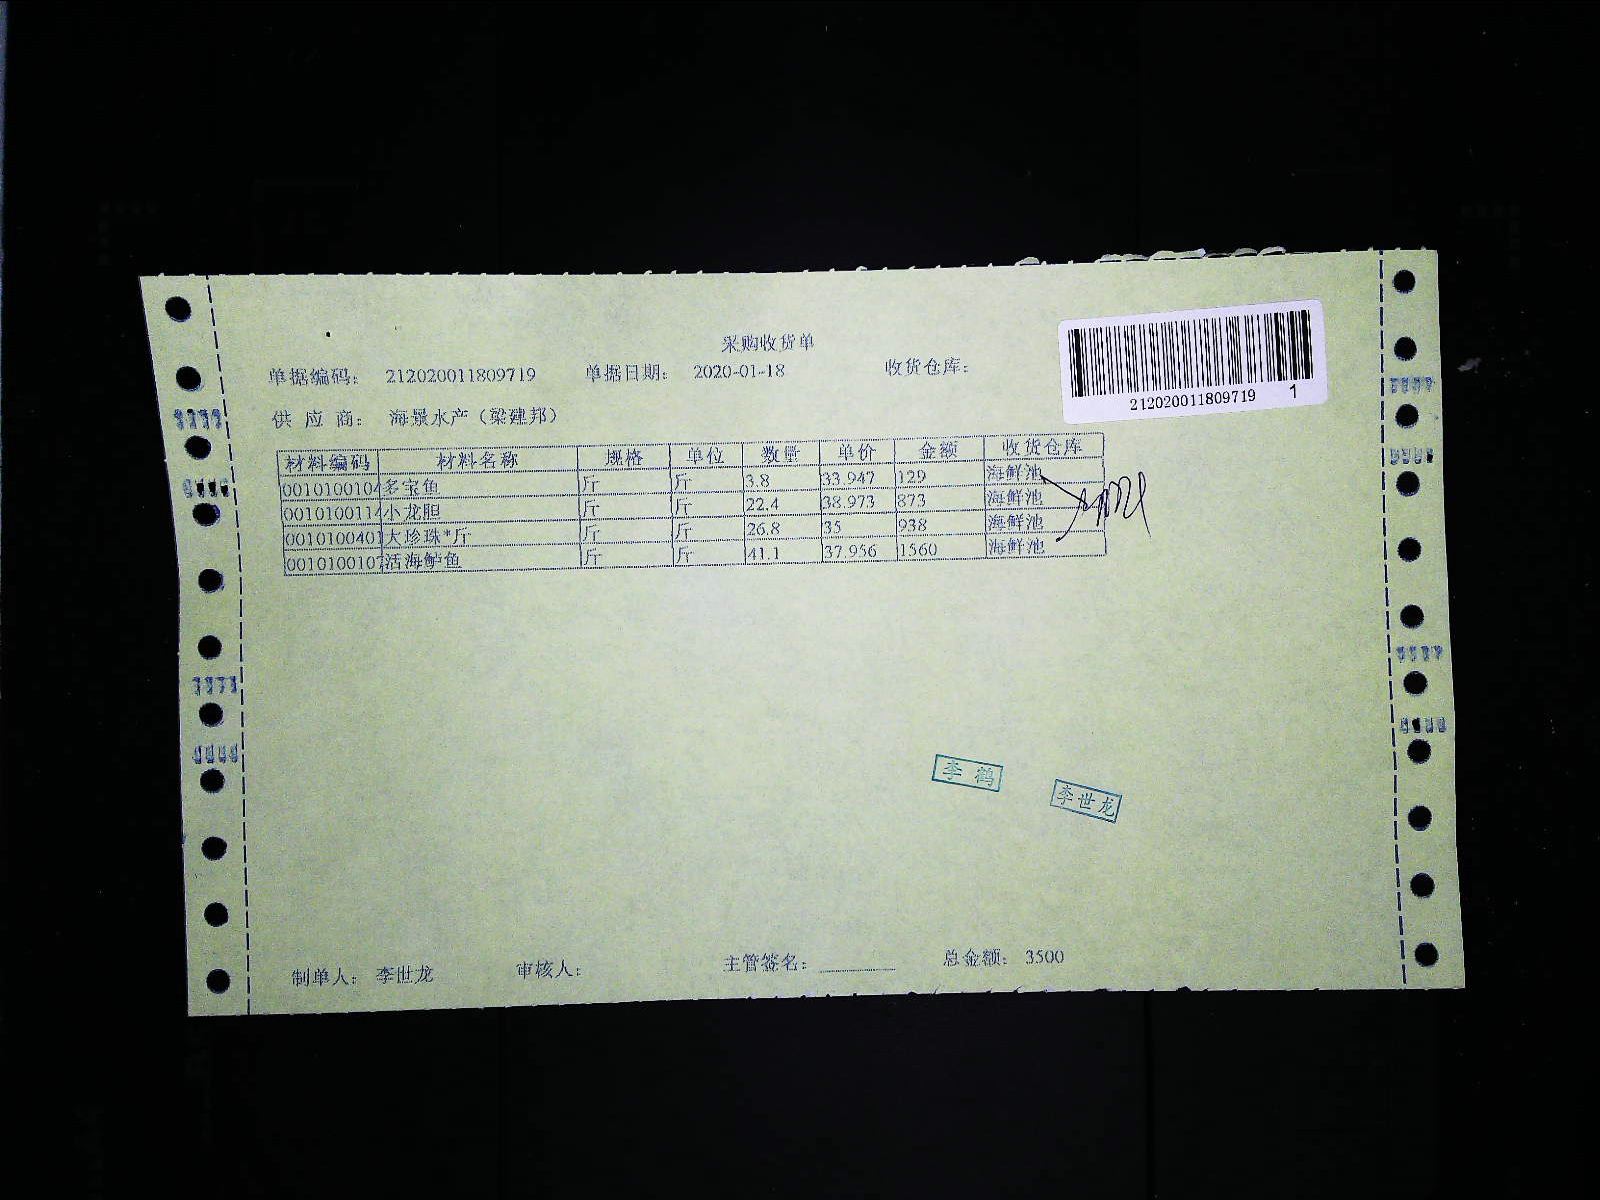 采购收货单
单据编码: 212020011809719 单据日期: 2020-01-18 收货仓库:
212020011809719 1
供 应 商: 海景水产（梁建邦）
材料编码 材料名称 规格 单位 数量 单价 金额 收货仓库
0010100104 多宝鱼 斤 斤 3.8 33.947 129 海鲜池
0010100114 小龙胆 斤 斤 22.4 38.973 873 海鲜池
0010100401 大珍珠*斤 斤 斤 26.8 35 938 海鲜池
0010100107 活海鲈鱼 斤 斤 41.1 37.956 1560 海鲜池
李 鹤
李世龙
制单人: 李世龙 审核人: 主管签名: 总金额: 3500